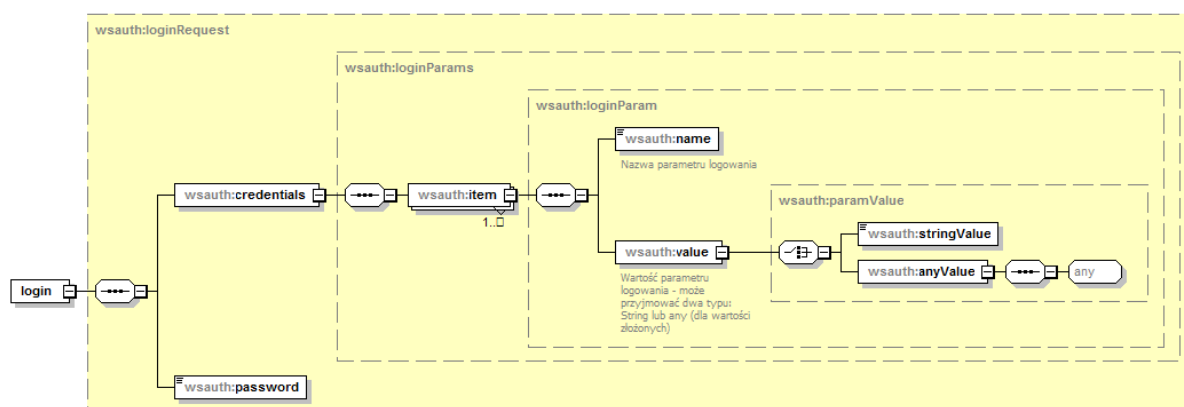 wsauth:loginRequest
wsauth:loginParams
wsauth:loginParam
wsauth:name
Nazwa parametru logowania
wsauth:credentials
wsauth:item
1..□
wsauth:paramValue
wsauth:stringValue
wsauth:value
wsauth:anyValue
any
Wartość parametru
logowania - może
przyjmować dwa typu:
String lub any (dla wartości
złożonych)
login
wsauth:password